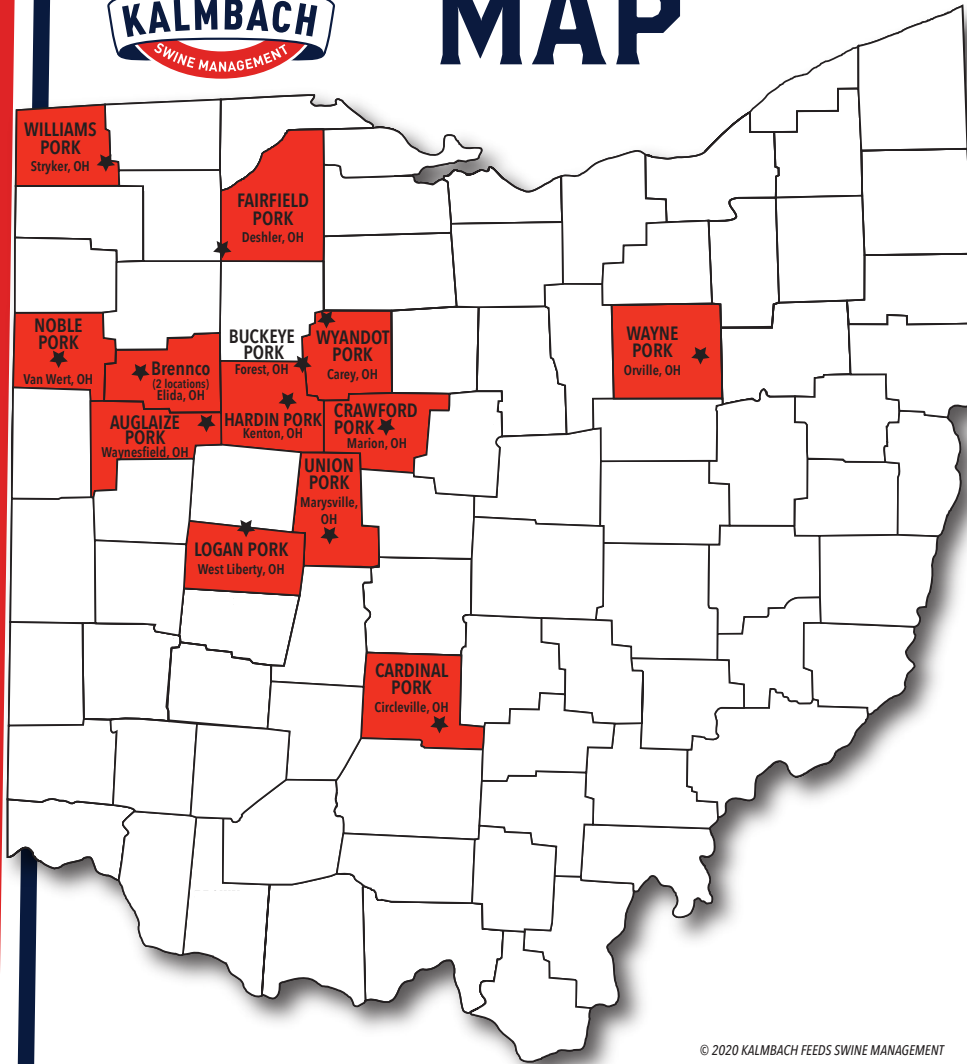 KALMBACH
SWINE MANAGEMENT
MAP
WILLIAMS
PORK
Stryker, OH
FAIRFIELD
PORK
Deshler, OH
NOBLE
PORK
Van Wert, OH
Brennco
(2 locations)
Elida, OH
BUCKEYE
PORK
Forest, OH
WYANDOT
PORK
Carey, OH
WAYNE
PORK
Orville, OH
AUGLAIZE
PORK
Waynesfield, OH
HARDIN PORK
Kenton, OH
CRAWFORD
PORK
Marion, OH
UNION
PORK
Marysville,
OH
LOGAN PORK
West Liberty, OH
CARDINAL
PORK
Circleville, OH
© 2020 KALMBACH FEEDS SWINE MANAGEMENT